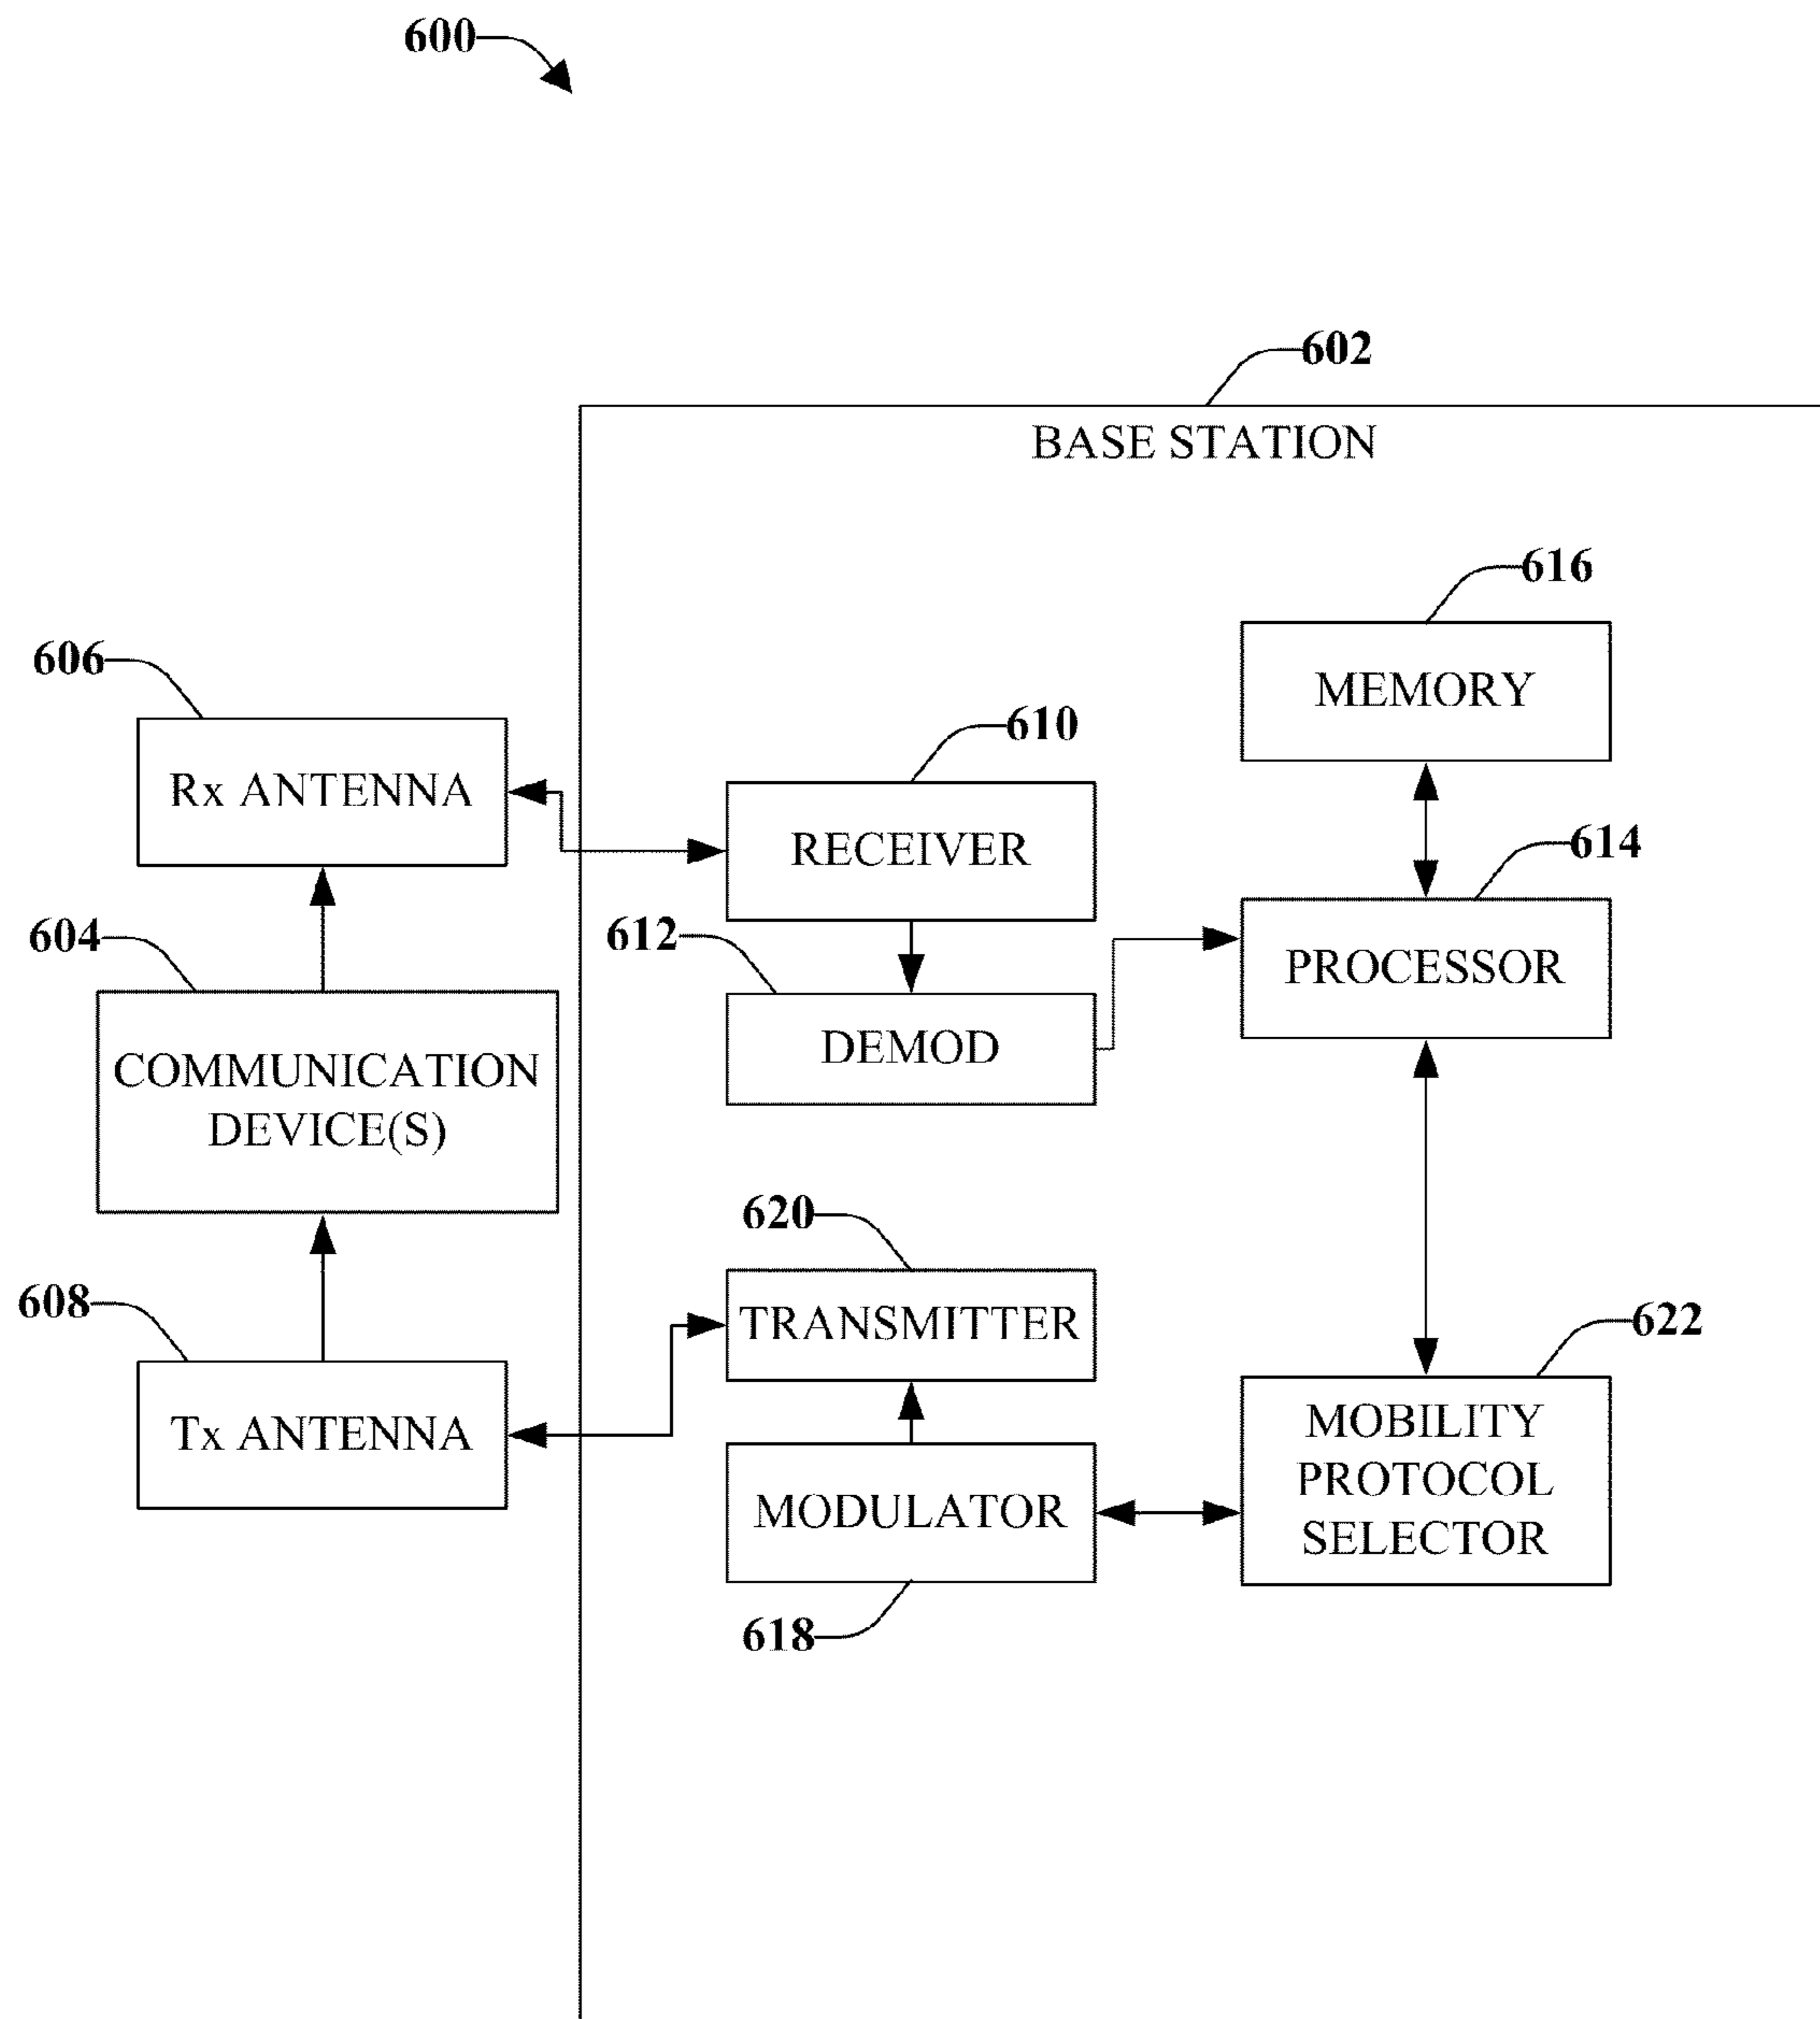 600
602
BASE STATION
616
606
MEMORY
610
Rx ANTENNA
RECEIVER
614
604
612
PROCESSOR
DEMOD
COMMUNICATION
DEVICE(S)
620
608
TRANSMITTER
622
Tx ANTENNA
MOBILITY
PROTOCOL
SELECTOR
MODULATOR
618